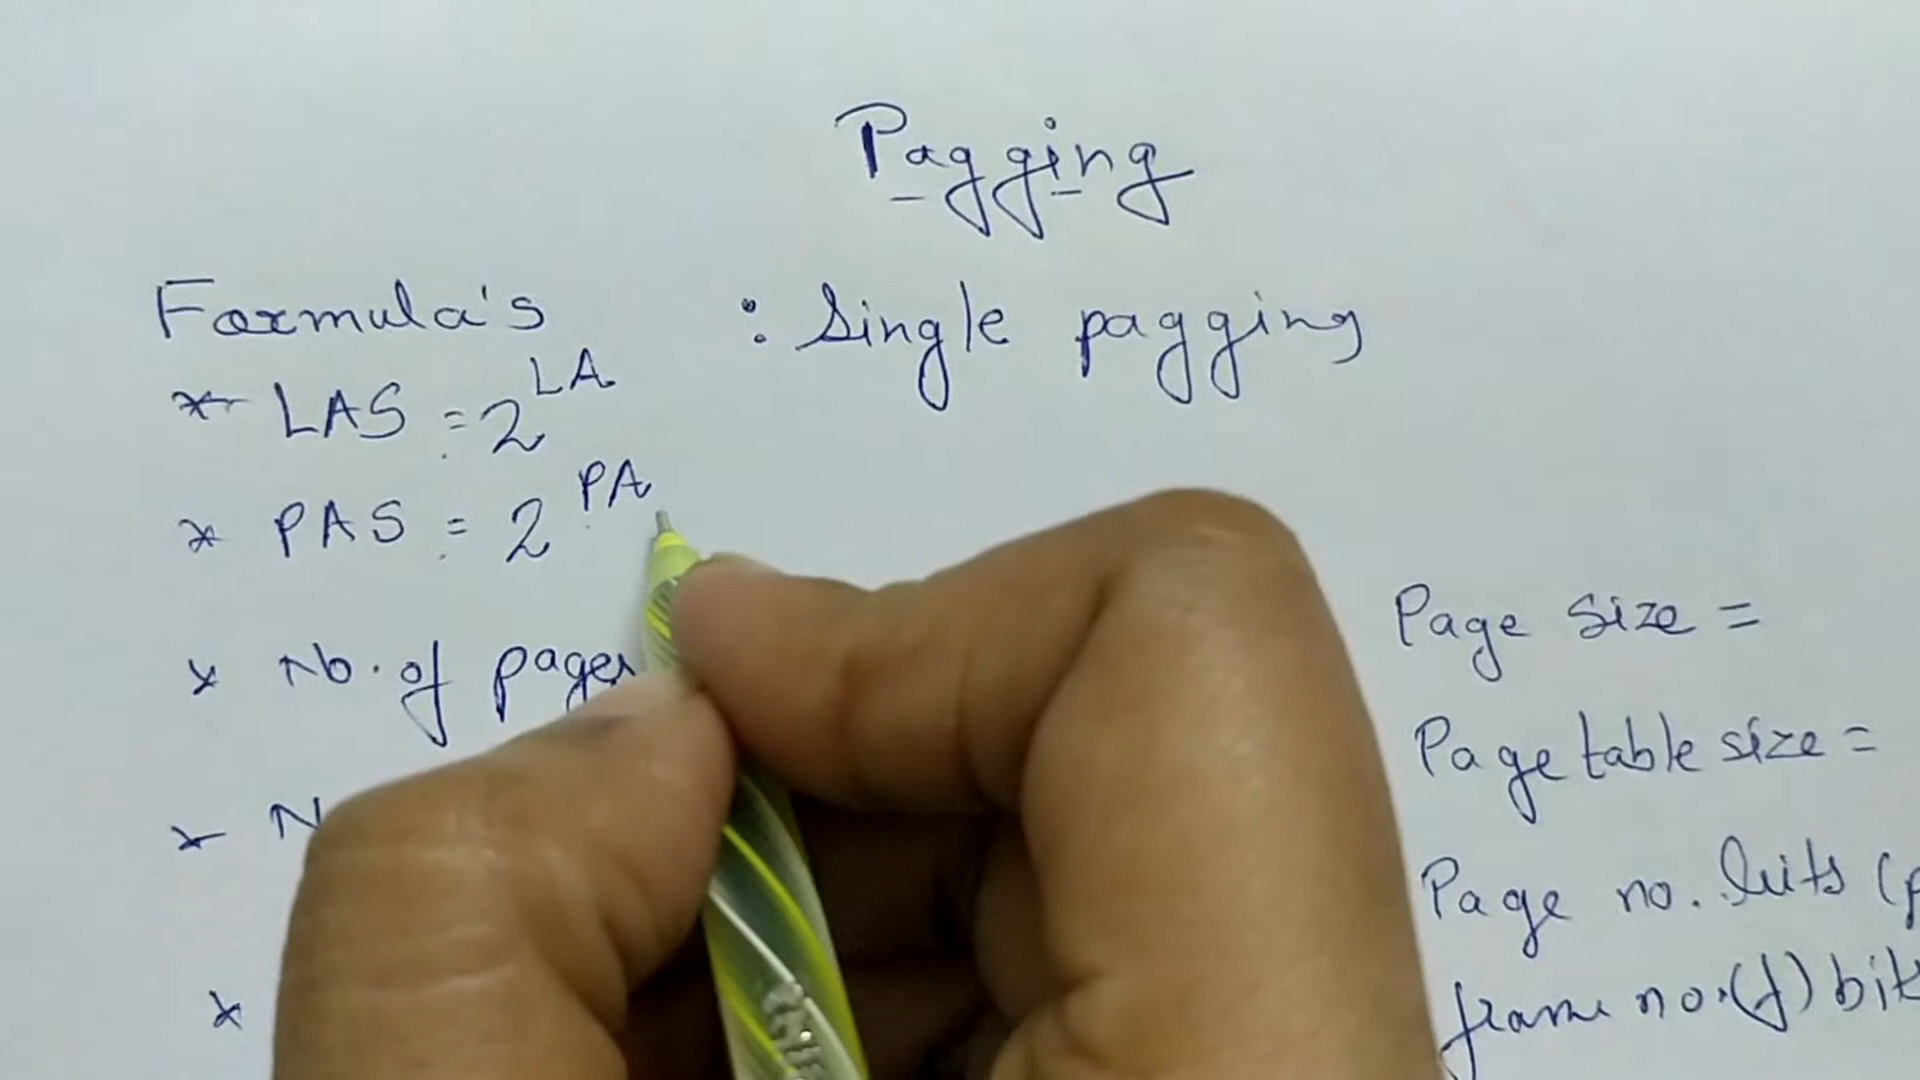 Pagging
Formula's : Single pagging
* LAS = 2^LA
* PAS = 2^PA
* No. of pages
* N
*
Page size =
Page table size =
Page no. bits (p
frame no. (f) bit